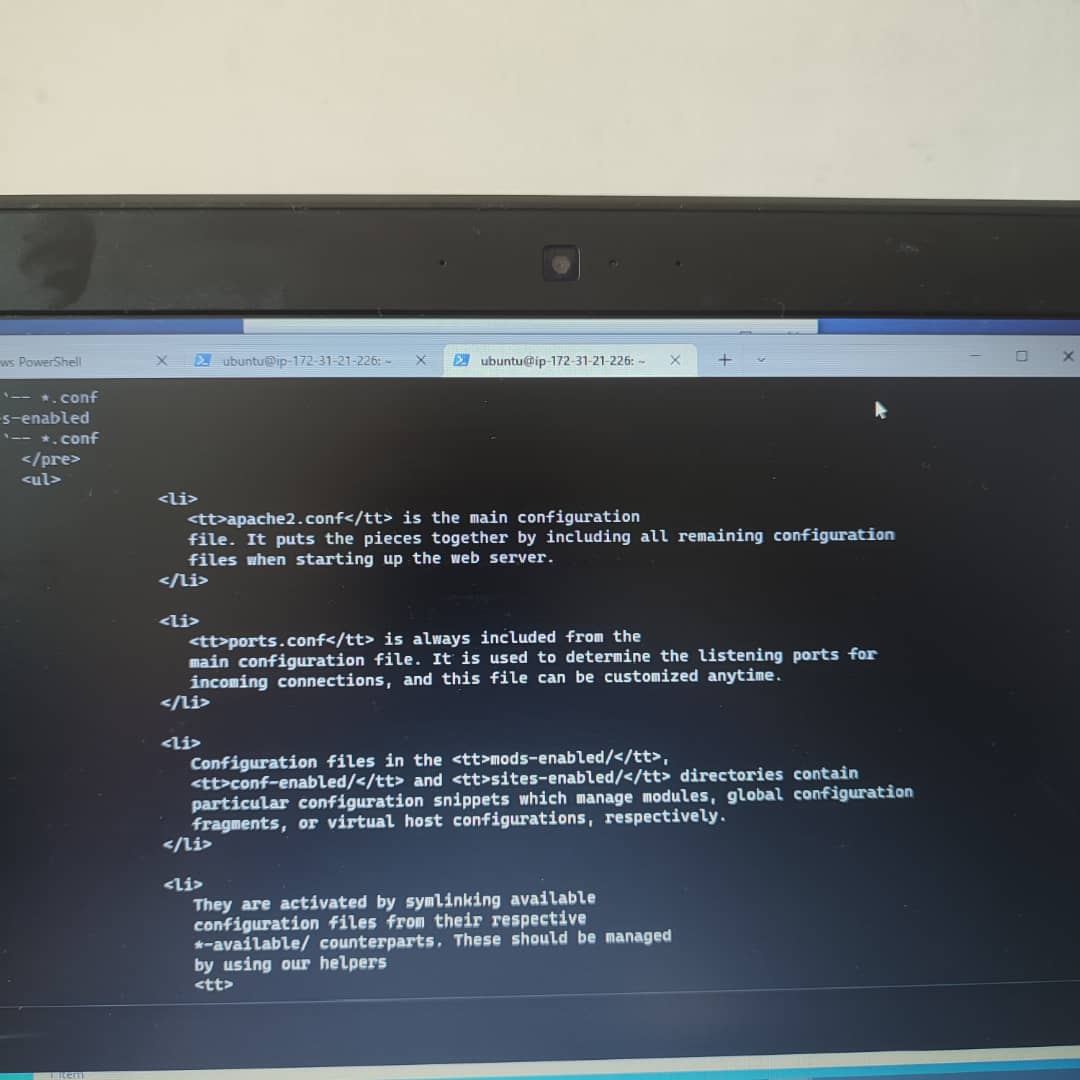 ws PowerShell
ubuntu@ip-172-31-21-226: ~
ubuntu@ip-172-31-21-226: ~
`-- *.conf
s-enabled
`-- *.conf
</pre>
<ul>
<li>
<tt>apache2.conf</tt> is the main configuration
file. It puts the pieces together by including all remaining configuration
files when starting up the web server.
</li>
<li>
<tt>ports.conf</tt> is always included from the
main configuration file. It is used to determine the listening ports for
incoming connections, and this file can be customized anytime.
</li>
<li>
Configuration files in the <tt>mods-enabled/</tt>,
<tt>conf-enabled/</tt> and <tt>sites-enabled/</tt> directories contain
particular configuration snippets which manage modules, global configuration
fragments, or virtual host configurations, respectively.
</li>
<li>
They are activated by symlinking available
configuration files from their respective
*-available/ counterparts. These should be managed
by using our helpers
<tt>
1 item